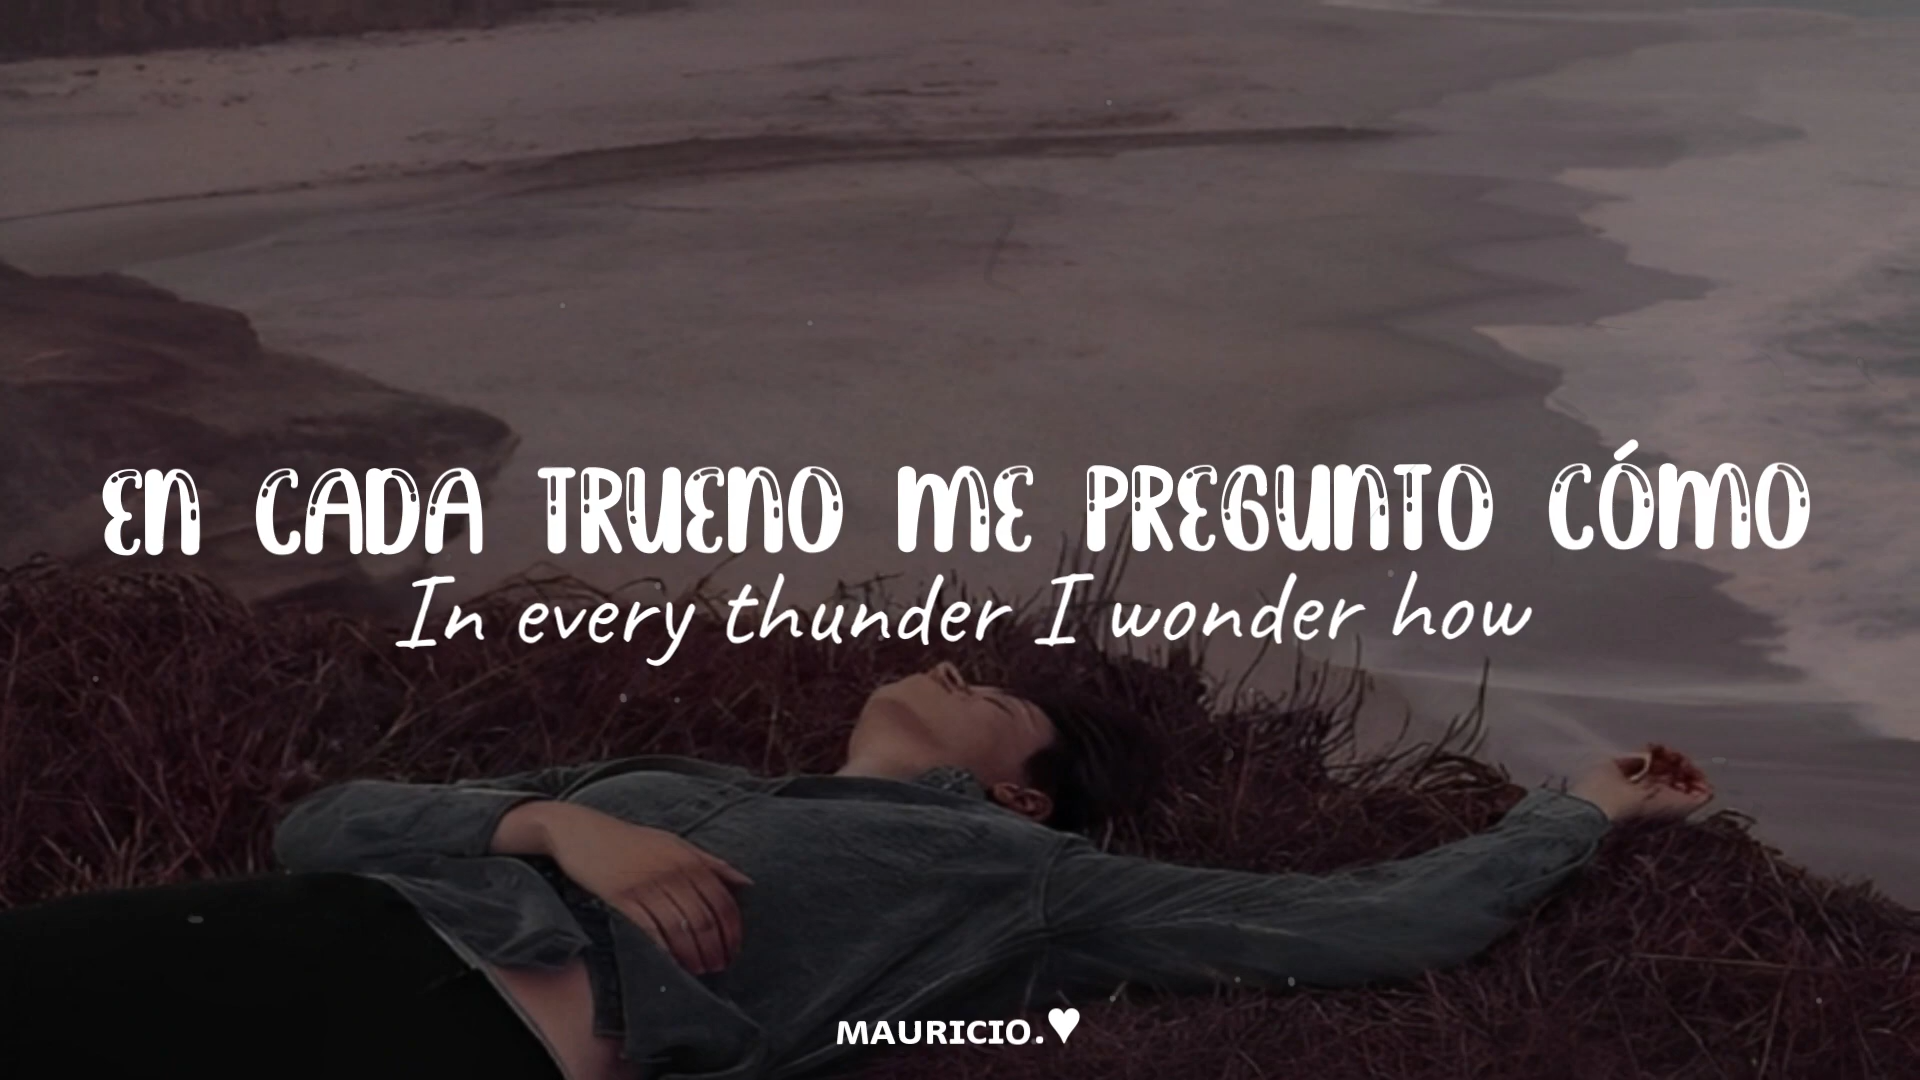 EN CADA TRUENO ME PREGUNTO CÓMO
In every thunder I wonder how
MAURICIO.♥